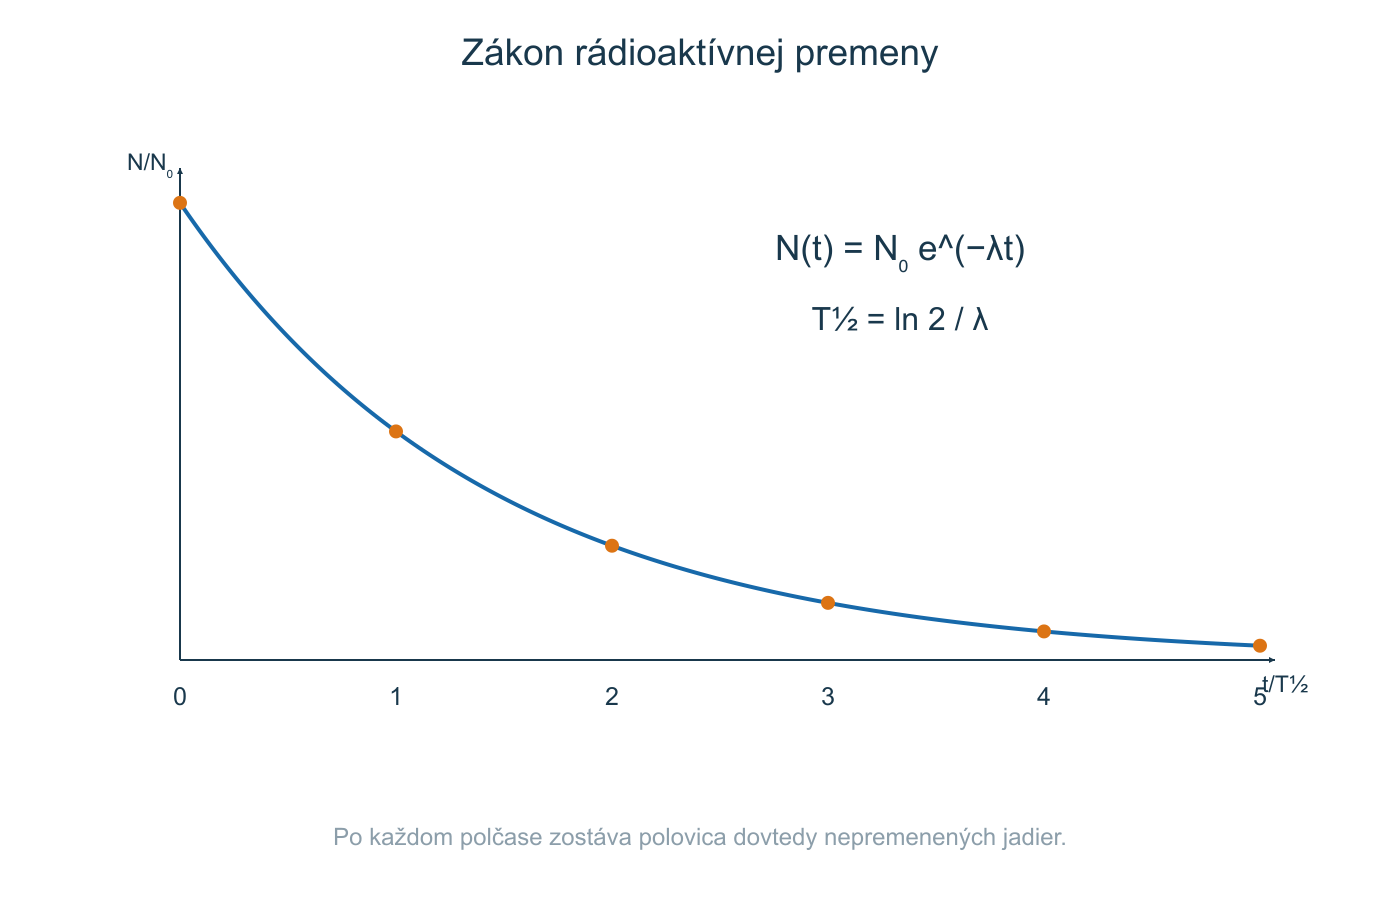 Zákon rádioaktívnej premeny
N/N₀
N(t) = N₀ e^(−λt)
T½ = ln 2 / λ
0 1 2 3 4 5
t/T½
Po každom polčase zostáva polovica dovtedy nepremenených jadier.